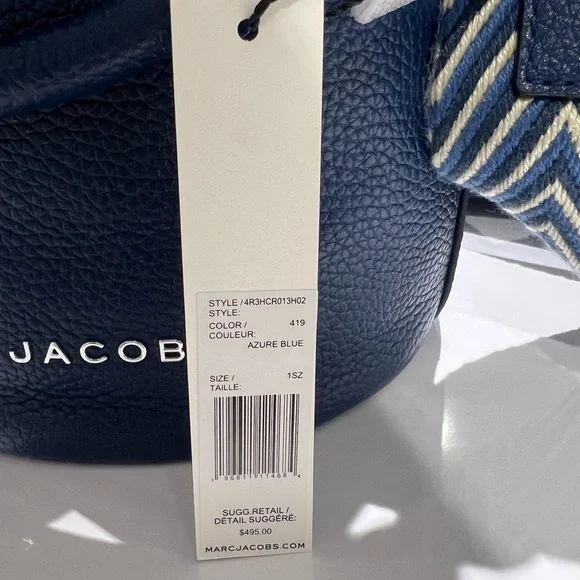 JACOBS
STYLE / 4R3HCR013H02
STYLE:
COLOR / 419
COULEUR: AZURE BLUE
SIZE / 1SZ
TAILLE:
SUGG.RETAIL /
DÉTAIL SUGGÉRÉ:
$495.00
MARCJACOBS.COM